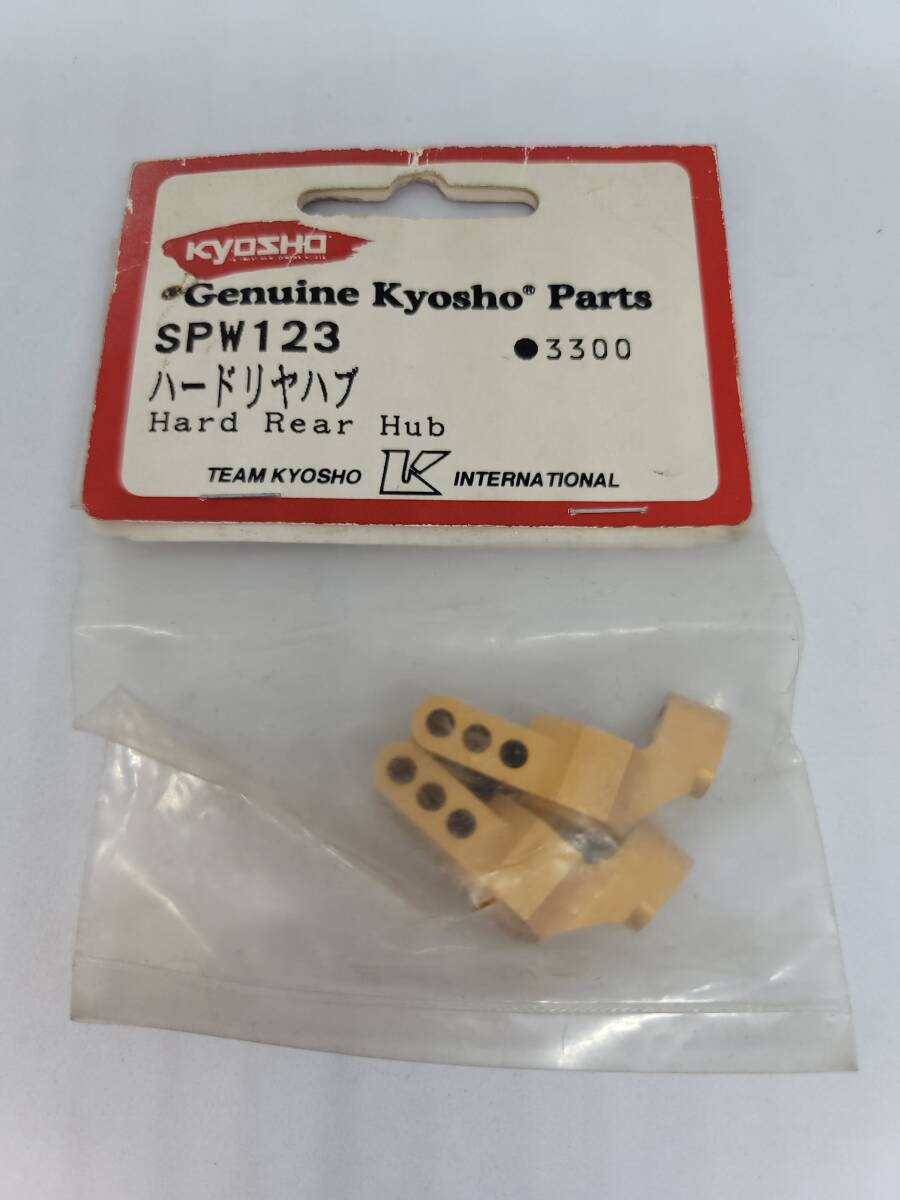 KYOSHO
Genuine Kyosho® Parts
SPW123 ●3300
ハードリヤハブ
Hard Rear Hub
TEAM KYOSHO K INTERNATIONAL